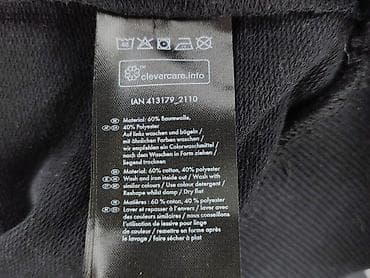 clevercare.info
IAN 413179_2110
Material: 60% Baumwolle,
40% Polyester
Auf links waschen und bügeln /
mit ähnlichen Farben waschen /
wir empfehlen ein Colorwaschmittel /
nach dem Waschen in Form ziehen /
liegend trocknen
Material: 60% cotton, 40% polyester
Wash and iron inside out / Wash with
similar colours / Use colour detergent /
Reshape whilst damp / Dry flat
Matières : 60 % coton, 40 % polyester
Laver et repasser à l'envers / laver avec
des couleurs similaires / nous conseillons
l'utilisation de lessive pour linge
de couleur / remettre en forme après
lavage / faire sécher à plat